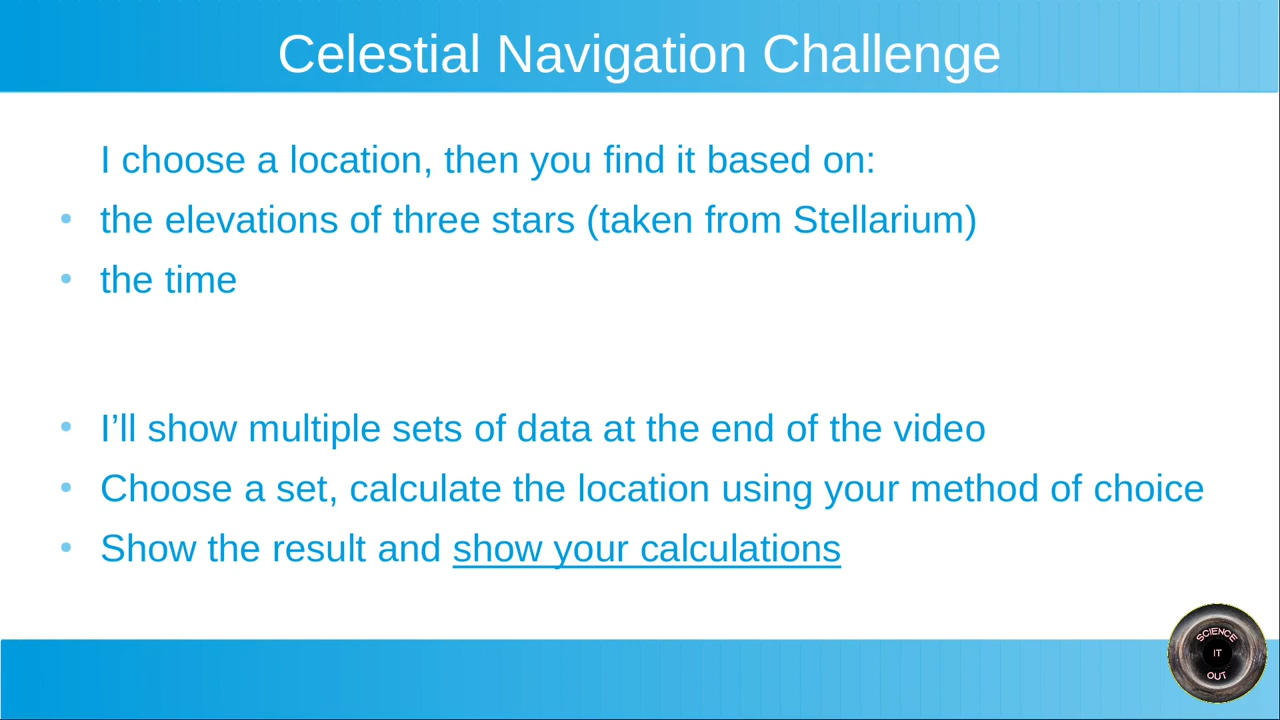 Celestial Navigation Challenge
I choose a location, then you find it based on:
• the elevations of three stars (taken from Stellarium)
• the time
• I’ll show multiple sets of data at the end of the video
• Choose a set, calculate the location using your method of choice
• Show the result and show your calculations
SCIENCE
IT
OUT